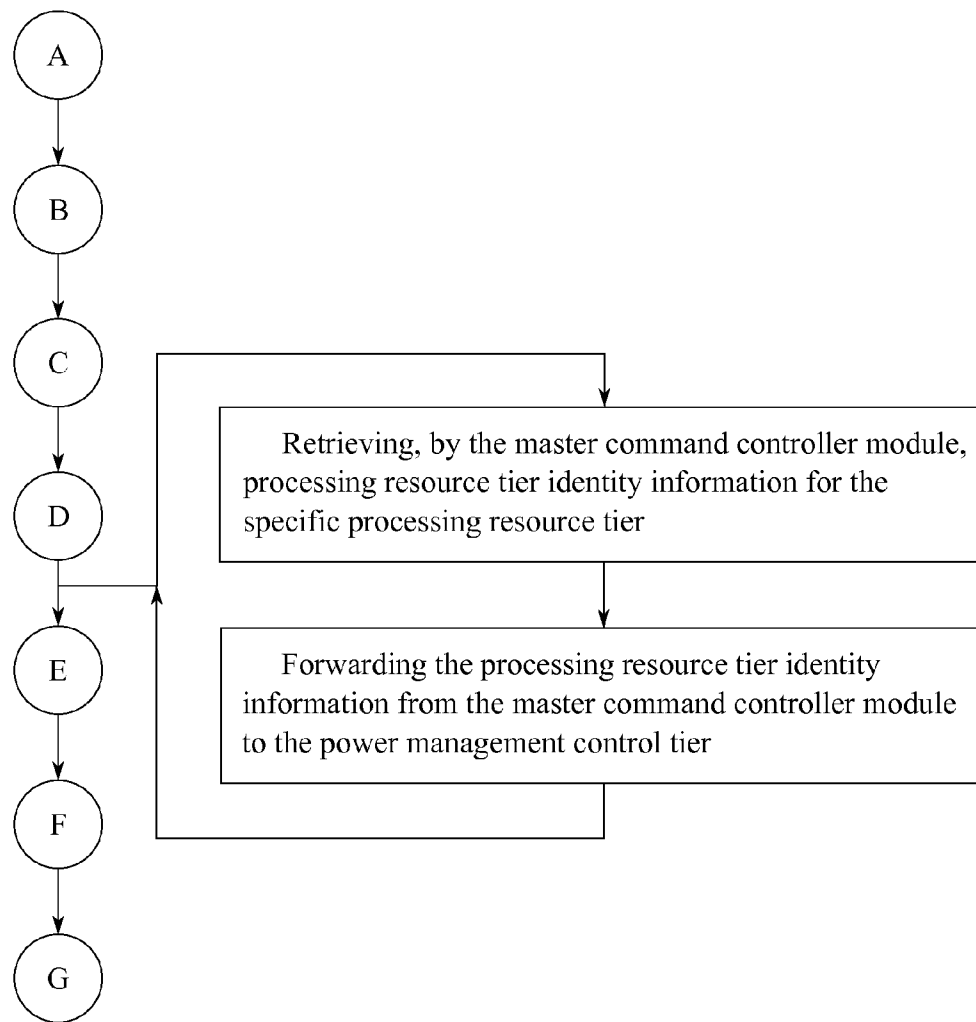 A
B
C
D
E
F
G
Retrieving, by the master command controller module,
processing resource tier identity information for the
specific processing resource tier
Forwarding the processing resource tier identity
information from the master command controller module
to the power management control tier